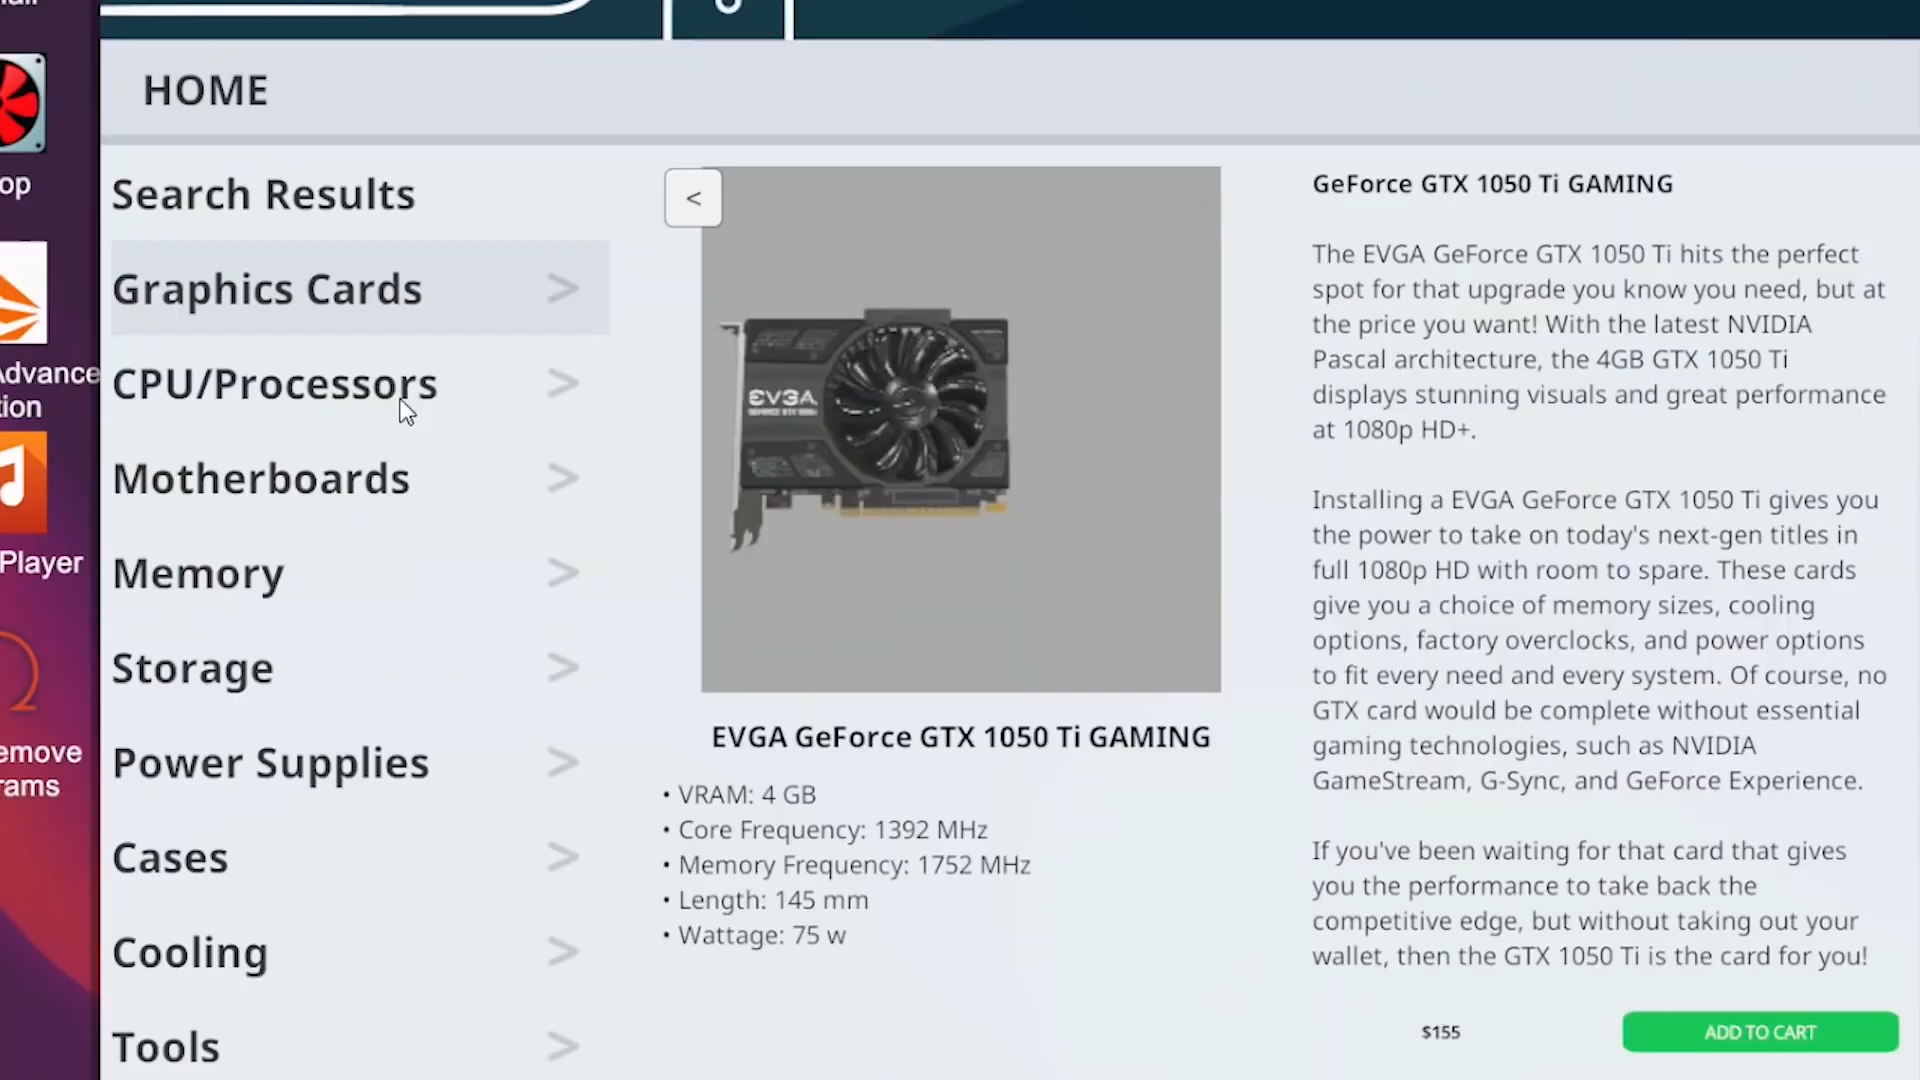 HOME
op
Advance
tion
Player
emove
rams
Search Results
Graphics Cards >
CPU/Processors >
Motherboards >
Memory >
Storage >
Power Supplies >
Cases >
Cooling >
Tools >
<
EVGA
EVGA GeForce GTX 1050 Ti GAMING
• VRAM: 4 GB
• Core Frequency: 1392 MHz
• Memory Frequency: 1752 MHz
• Length: 145 mm
• Wattage: 75 w
GeForce GTX 1050 Ti GAMING
The EVGA GeForce GTX 1050 Ti hits the perfect
spot for that upgrade you know you need, but at
the price you want! With the latest NVIDIA
Pascal architecture, the 4GB GTX 1050 Ti
displays stunning visuals and great performance
at 1080p HD+.
Installing a EVGA GeForce GTX 1050 Ti gives you
the power to take on today's next-gen titles in
full 1080p HD with room to spare. These cards
give you a choice of memory sizes, cooling
options, factory overclocks, and power options
to fit every need and every system. Of course, no
GTX card would be complete without essential
gaming technologies, such as NVIDIA
GameStream, G-Sync, and GeForce Experience.
If you've been waiting for that card that gives
you the performance to take back the
competitive edge, but without taking out your
wallet, then the GTX 1050 Ti is the card for you!
$155
ADD TO CART